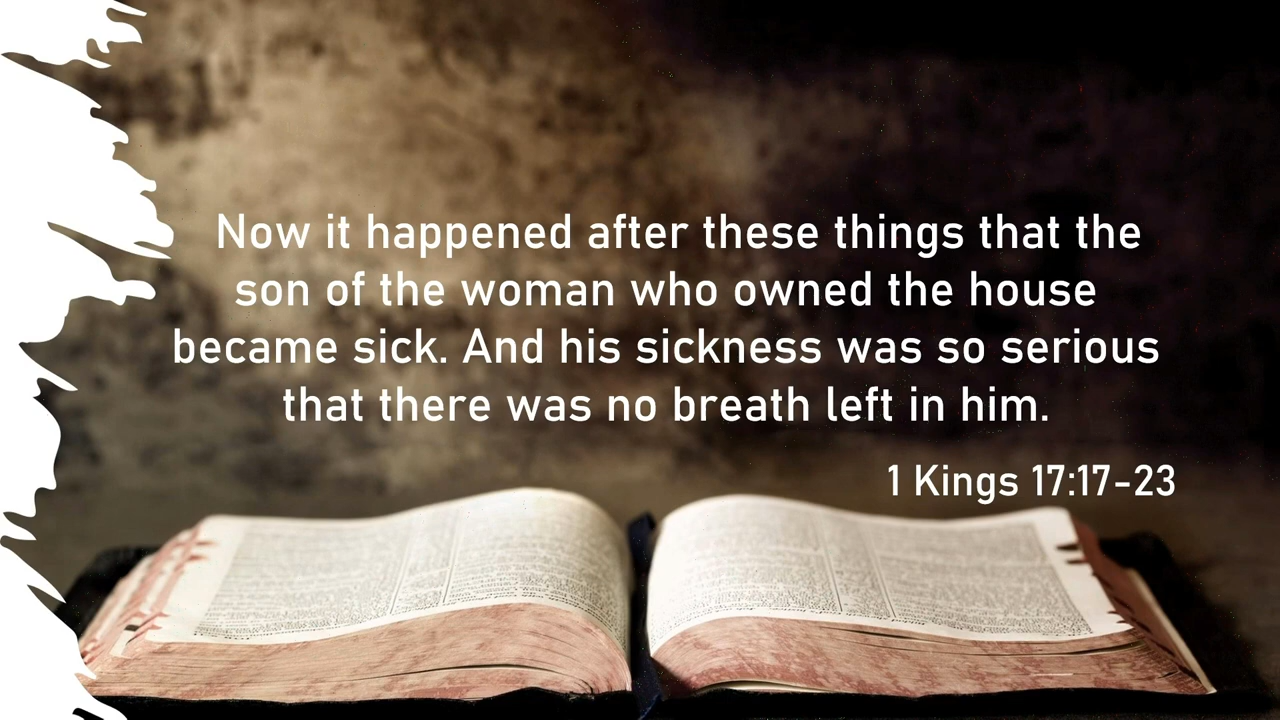 Now it happened after these things that the
son of the woman who owned the house
became sick. And his sickness was so serious
that there was no breath left in him.
1 Kings 17:17-23